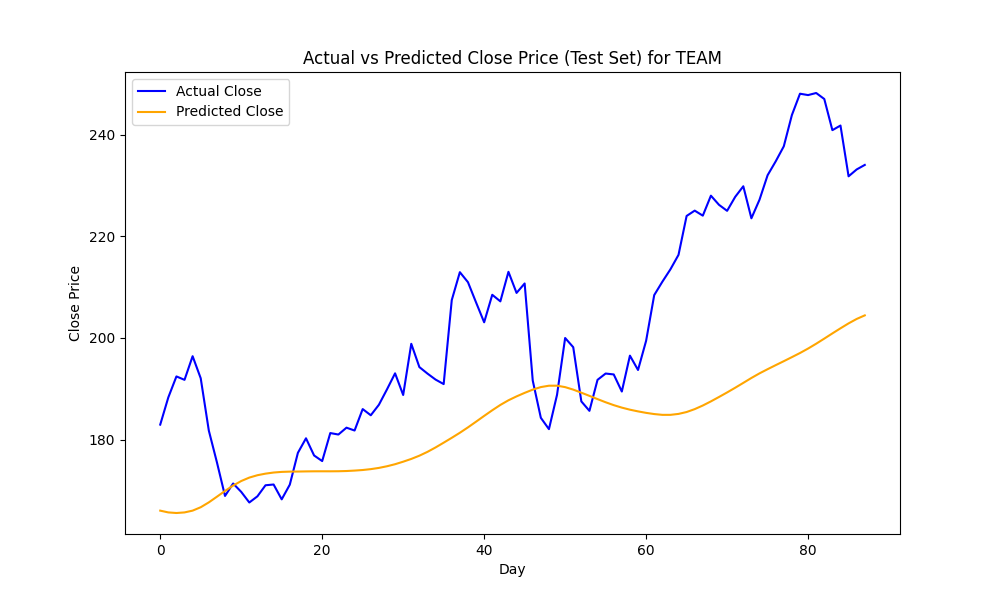 Actual vs Predicted Close Price (Test Set) for TEAM
Actual Close
Predicted Close
Close Price
240
220
200
180
0 20 40 60 80
Day